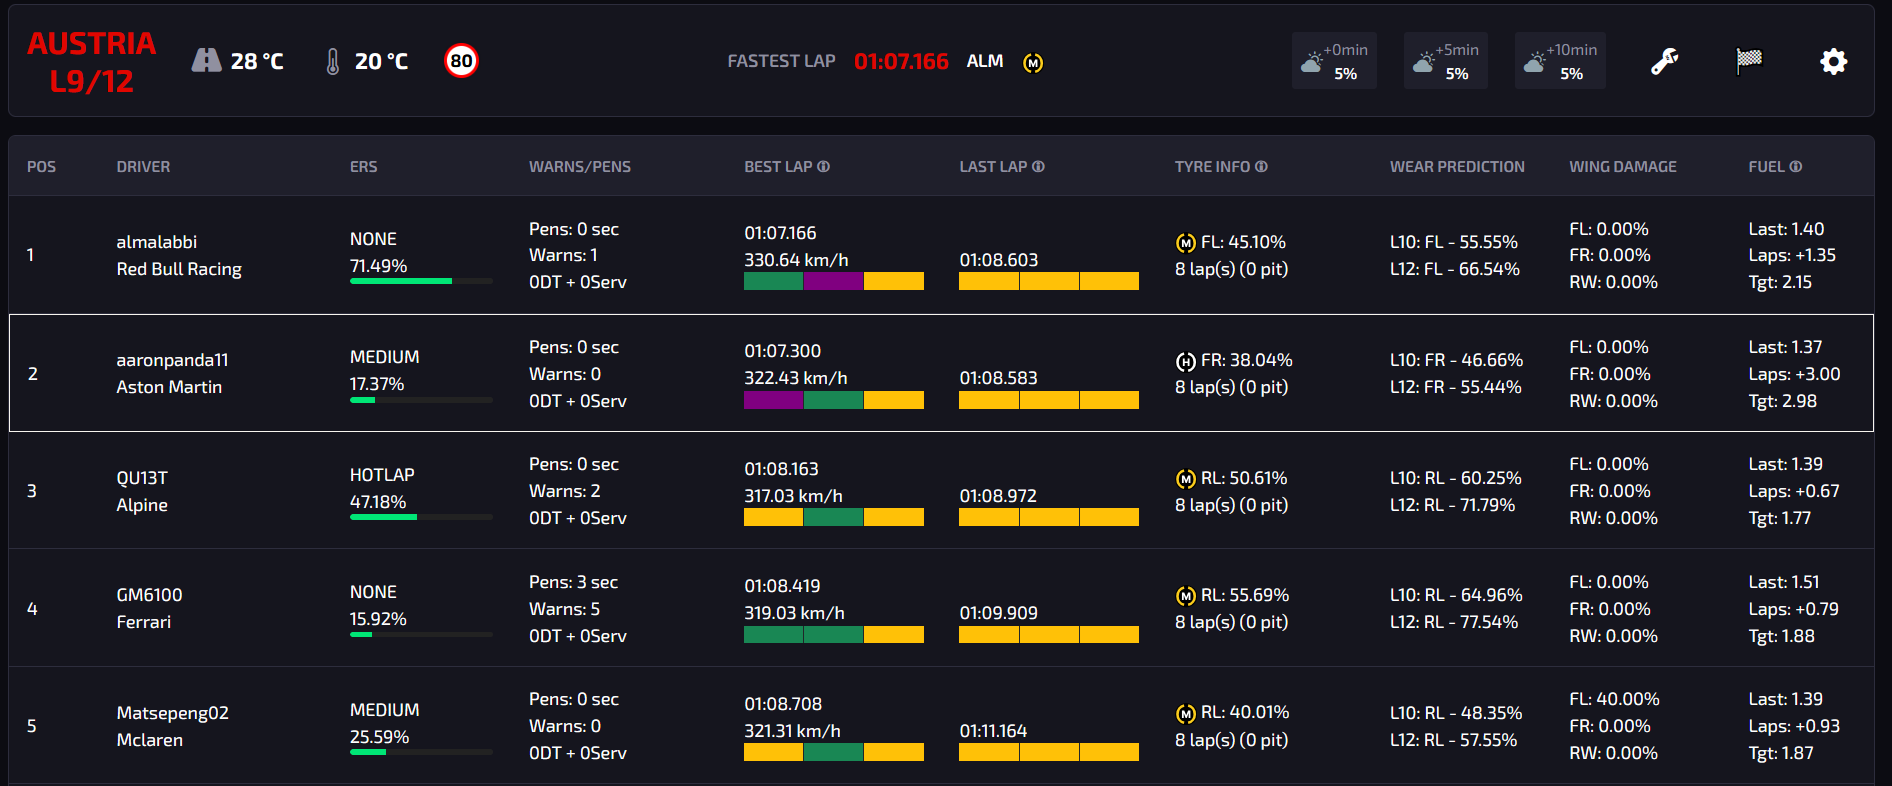 AUSTRIA
L9/12
28 °C
20 °C
80
FASTEST LAP 01:07.166 ALM M
+0min
5%
+5min
5%
+10min
5%
POS DRIVER ERS WARNS/PENS BEST LAP LAST LAP TYRE INFO WEAR PREDICTION WING DAMAGE FUEL
1
almalabbi
Red Bull Racing
NONE
71.49%
Pens: 0 sec
Warns: 1
0DT + 0Serv
01:07.166
330.64 km/h
01:08.603
M FL: 45.10%
8 lap(s) (0 pit)
L10: FL - 55.55%
L12: FL - 66.54%
FL: 0.00%
FR: 0.00%
RW: 0.00%
Last: 1.40
Laps: +1.35
Tgt: 2.15
2
aaronpanda11
Aston Martin
MEDIUM
17.37%
Pens: 0 sec
Warns: 0
0DT + 0Serv
01:07.300
322.43 km/h
01:08.583
H FR: 38.04%
8 lap(s) (0 pit)
L10: FR - 46.66%
L12: FR - 55.44%
FL: 0.00%
FR: 0.00%
RW: 0.00%
Last: 1.37
Laps: +3.00
Tgt: 2.98
3
QU13T
Alpine
HOTLAP
47.18%
Pens: 0 sec
Warns: 2
0DT + 0Serv
01:08.163
317.03 km/h
01:08.972
M RL: 50.61%
8 lap(s) (0 pit)
L10: RL - 60.25%
L12: RL - 71.79%
FL: 0.00%
FR: 0.00%
RW: 0.00%
Last: 1.39
Laps: +0.67
Tgt: 1.77
4
GM6100
Ferrari
NONE
15.92%
Pens: 3 sec
Warns: 5
0DT + 0Serv
01:08.419
319.03 km/h
01:09.909
M RL: 55.69%
8 lap(s) (0 pit)
L10: RL - 64.96%
L12: RL - 77.54%
FL: 0.00%
FR: 0.00%
RW: 0.00%
Last: 1.51
Laps: +0.79
Tgt: 1.88
5
Matsepeng02
Mclaren
MEDIUM
25.59%
Pens: 0 sec
Warns: 0
0DT + 0Serv
01:08.708
321.31 km/h
01:11.164
M RL: 40.01%
8 lap(s) (0 pit)
L10: RL - 48.35%
L12: RL - 57.55%
FL: 40.00%
FR: 0.00%
RW: 0.00%
Last: 1.39
Laps: +0.93
Tgt: 1.87